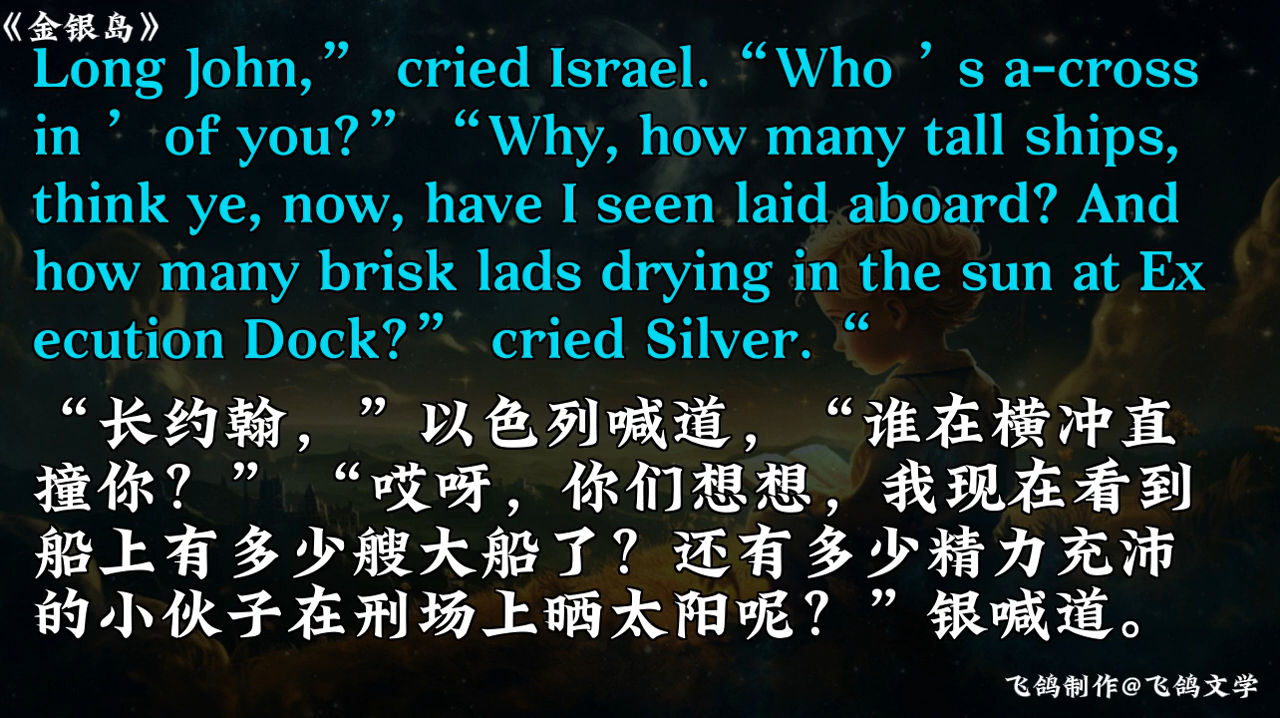 《金银岛》
Long John,” cried Israel. “Who ’ s a-cross
in ’ of you?” “Why, how many tall ships,
think ye, now, have I seen laid aboard? And
how many brisk lads drying in the sun at Ex
ecution Dock?” cried Silver. “
“长约翰，”以色列喊道，“谁在横冲直
撞你？”“哎呀，你们想想，我现在看到
船上有多少艘大船了？还有多少精力充沛
的小伙子在刑场上晒太阳呢？”银喊道。
飞鸽制作@飞鸽文学